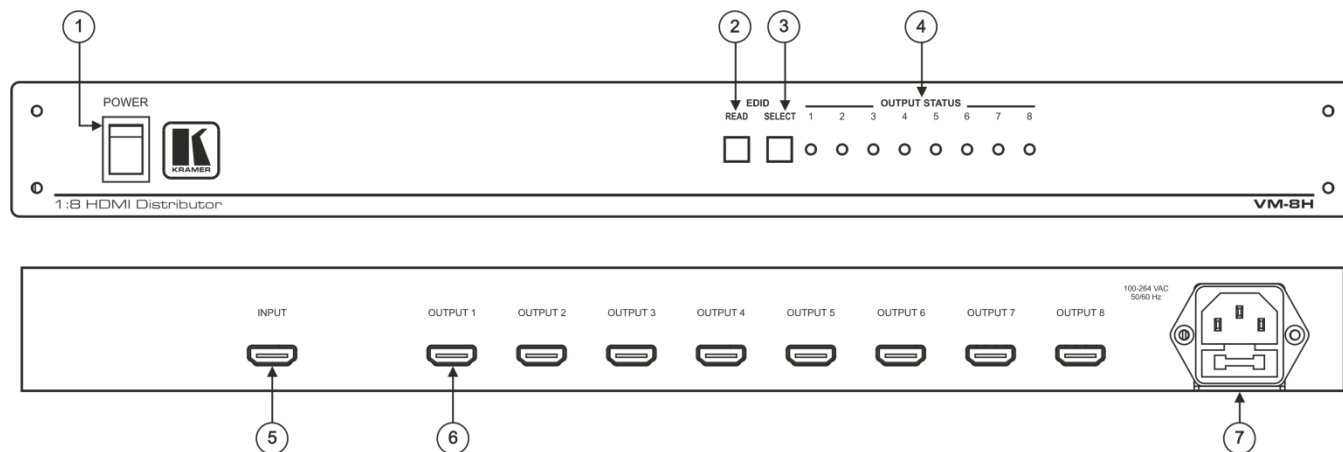 1
2
3
4
POWER
EDID
OUTPUT STATUS
READ
SELECT
1 2 3 4 5 6 7 8
K
KRAMER
1:8 HDMI Distributor
VM-8H
100-264 VAC
50/60 Hz
INPUT
OUTPUT 1
OUTPUT 2
OUTPUT 3
OUTPUT 4
OUTPUT 5
OUTPUT 6
OUTPUT 7
OUTPUT 8
5
6
7